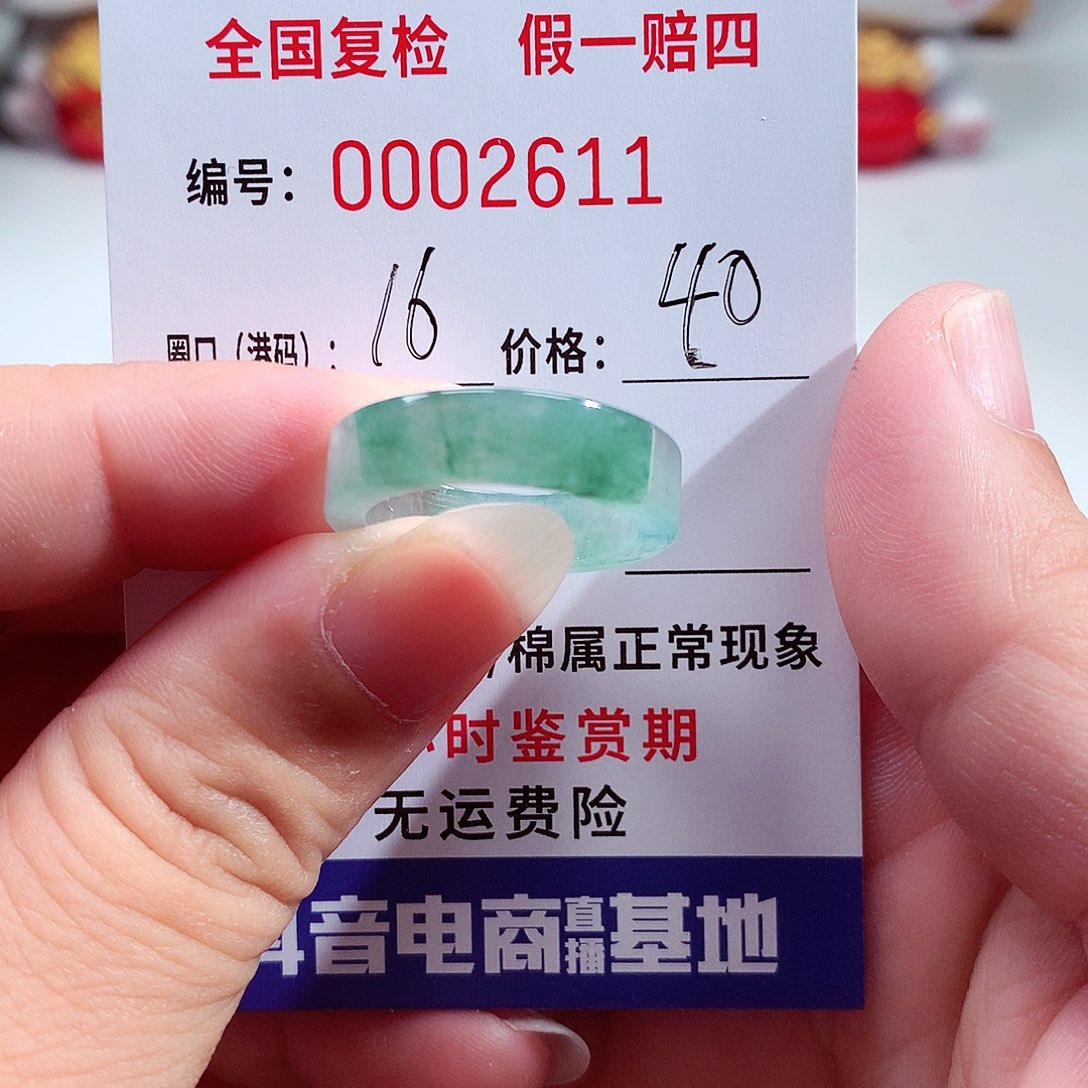 全国复检 假一赔四
编号：0002611
圈口（港码）：16 价格：40
棉属正常现象
时鉴赏期
无运费险
抖音电商直播基地